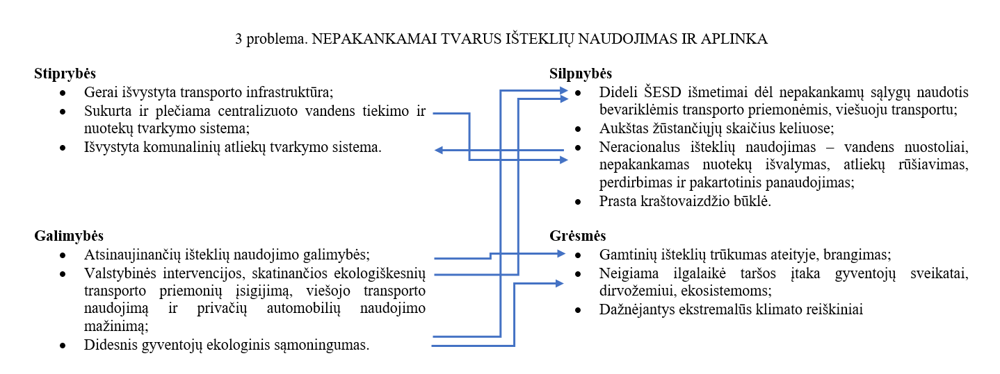 3 problema. NEPAKANKAMAI TVARUS IŠTEKLIŲ NAUDOJIMAS IR APLINKA
Stiprybės
• Gerai išvystyta transporto infrastruktūra;
• Sukurta ir plečiama centralizuoto vandens tiekimo ir
nuotekų tvarkymo sistema;
• Išvystyta komunalinių atliekų tvarkymo sistema.
Silpnybės
• Dideli ŠESD išmetimai dėl nepakankamų sąlygų naudotis
bevariklėmis transporto priemonėmis, viešuoju transportu;
• Aukštas žūstančiųjų skaičius keliuose;
• Neracionalus išteklių naudojimas – vandens nuostoliai,
nepakankamas nuotekų išvalymas, atliekų rūšiavimas,
perdirbimas ir pakartotinis panaudojimas;
• Prasta kraštovaizdžio būklė.
Galimybės
• Atsinaujinančių išteklių naudojimo galimybės;
• Valstybinės intervencijos, skatinančios ekologiškesnių
transporto priemonių įsigijimą, viešojo transporto
naudojimą ir privačių automobilių naudojimo
mažinimą;
• Didesnis gyventojų ekologinis sąmoningumas.
Grėsmės
• Gamtinių išteklių trūkumas ateityje, brangimas;
• Neigiama ilgalaikė taršos įtaka gyventojų sveikatai,
dirvožemiui, ekosistemoms;
• Dažnėjantys ekstremalūs klimato reiškiniai